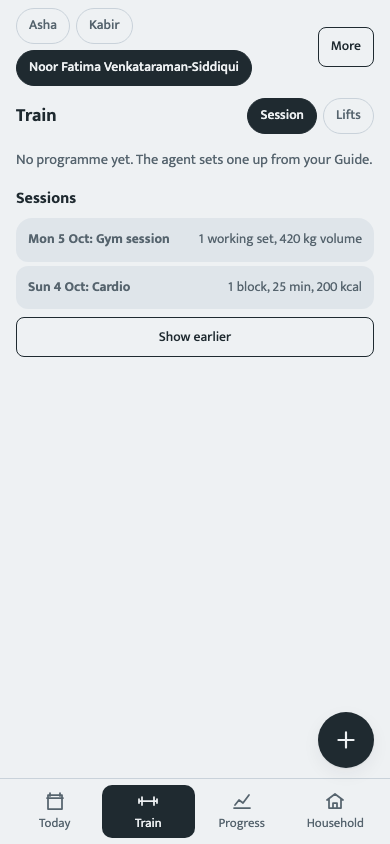 Asha
Kabir
More
Noor Fatima Venkataraman-Siddiqui
Train
Session
Lifts
No programme yet. The agent sets one up from your Guide.
Sessions
Mon 5 Oct: Gym session 1 working set, 420 kg volume
Sun 4 Oct: Cardio 1 block, 25 min, 200 kcal
Show earlier
Today
Train
Progress
Household